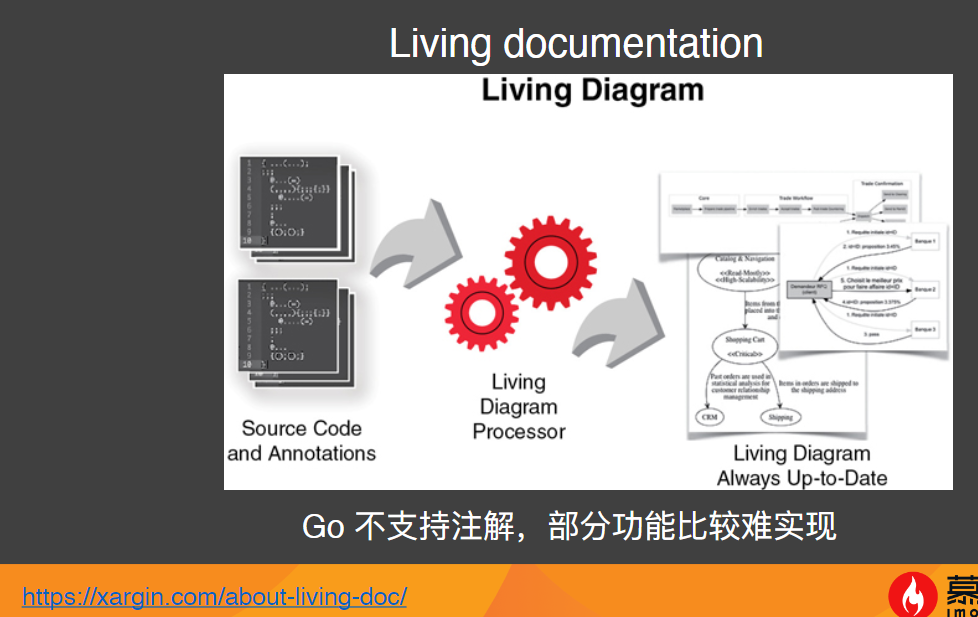 Living documentation
Living Diagram
Trade Confirmation
Core
Trade Workflow
1. Requête initiate id=ID
Banque 1
2. id=ID: proposition 3.45%
Catalog & Navigation
<<Read-Mostly>>
<<High-Scalability>>
1. Requête initiate id=ID
Demandeur RFQ
(client)
5. Choisit le meilleur prix
pour faire affaire id=ID
Banque 2
4.id=ID: proposition 3.375%
1. Requête initiate id=ID
Banque 3
3. pass
Items from
placed into
and
Shopping Cart
<<Critical>>
Past orders are used in
statistical analysis for
customer relationship
management
Items in orders are shipped to
the shipping address
CRM
Shipping
Living
Diagram
Processor
Source Code
and Annotations
Living Diagram
Always Up-to-Date
Go 不支持注解，部分功能比较难实现
https://xargin.com/about-living-doc/